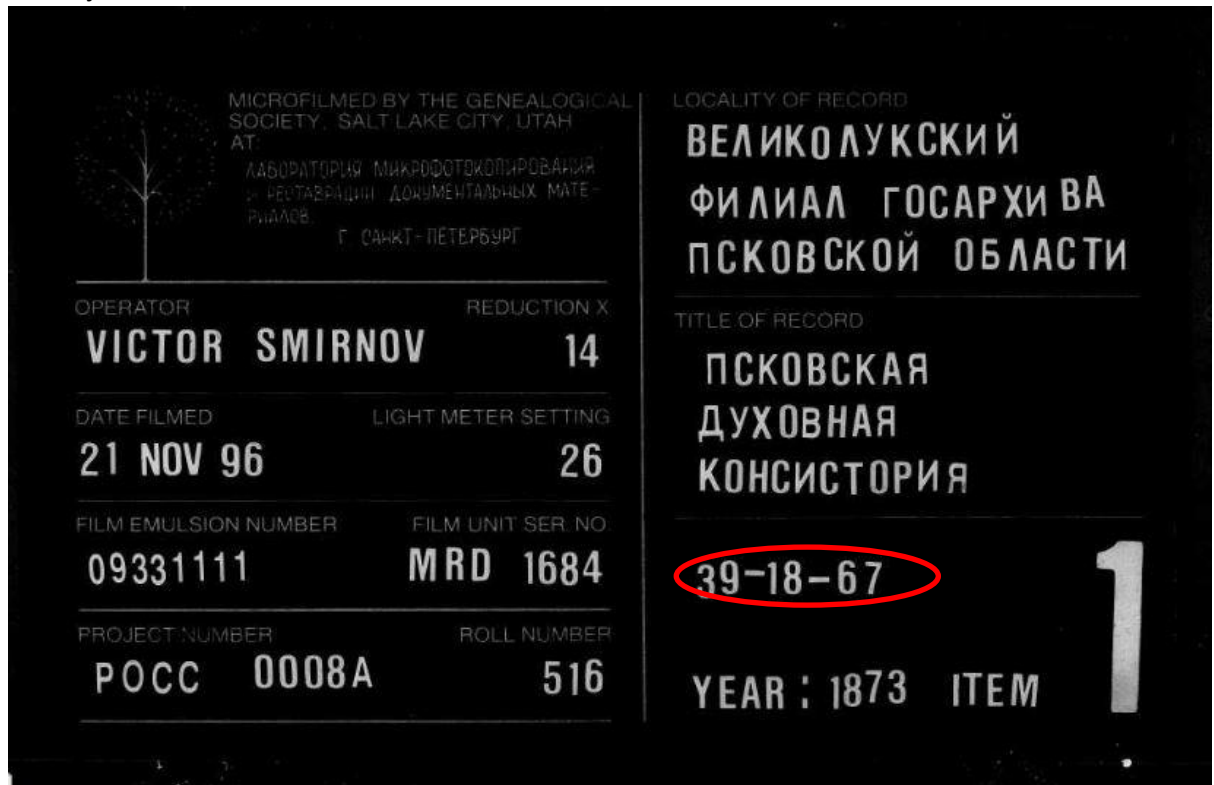 MICROFILMED BY THE GENEALOGICAL
SOCIETY, SALT LAKE CITY, UTAH
AT:
ЛАБОРАТОРИЯ МИКРОФОТОКОПИРОВАНИЯ
И РЕСТАВРАЦИИ ДОКУМЕНТАЛЬНЫХ МАТЕ-
РИАЛОВ.
Г. САНКТ-ПЕТЕРБУРГ
OPERATOR REDUCTION X
VICTOR SMIRNOV 14
DATE FILMED LIGHT METER SETTING
21 NOV 96 26
FILM EMULSION NUMBER FILM UNIT SER. NO.
09331111 MRD 1684
PROJECT NUMBER ROLL NUMBER
РОСС 0008A 516
LOCALITY OF RECORD
ВЕЛИКОЛУКСКИЙ
ФИЛИАЛ ГОСАРХИВА
ПСКОВСКОЙ ОБЛАСТИ
TITLE OF RECORD
ПСКОВСКАЯ
ДУХОВНАЯ
КОНСИСТОРИЯ
39-18-67
YEAR: 1873 ITEM 1